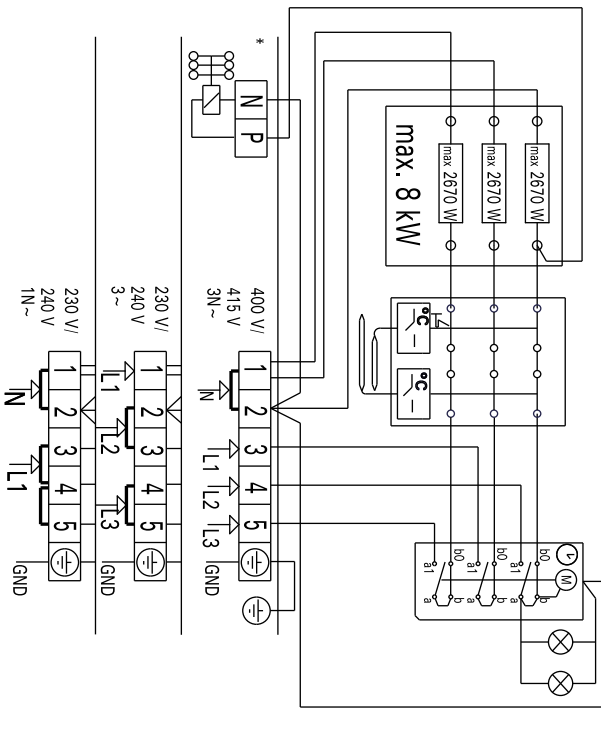 *
N
P
max. 8 kW
max 2670 W
max 2670 W
max 2670 W
°C
°C
400 V/
415 V
3N~
1
2
3
4
5
N
L1
L2
L3
GND
230 V/
240 V
3~
1
2
3
4
5
L1
L2
L3
GND
230 V/
240 V
1N~
1
2
3
4
5
N
L1
GND
1
M
b0
a1
b0
a1
b0
a1
b
a
b
a
b
a